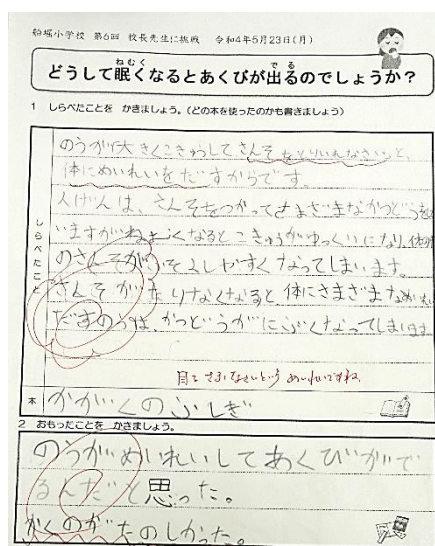 船堀小学校 第6回 校長先生に挑戦 令和4年5月23日(月)
どうして眠くなるとあくびが出るのでしょうか?
1 しらべたことを かきましょう。(どの本を使ったのかも書きましょう)
しらべたこと
のうが大きくこきゅうしてさんそをとりいれなさいと、
体にめいれいをだすからです。
人げんは、さんそをつかってさまざまなかつどうを
いますがねむくなるとこきゅうがゆっくりになり、体の
のさんそがふそくしやすくなってしまいます。
さんそがたりなくなると、体にさまざまなめいれ
だすのうは、かつどうがにぶくなってしまいます
目をさましなさいという めいれいですね。
本 かがくのふしぎ
2 おもったことを かきましょう。
のうがめいれいしてあくびがで
るんだと思った。
かくのがたのしかった。